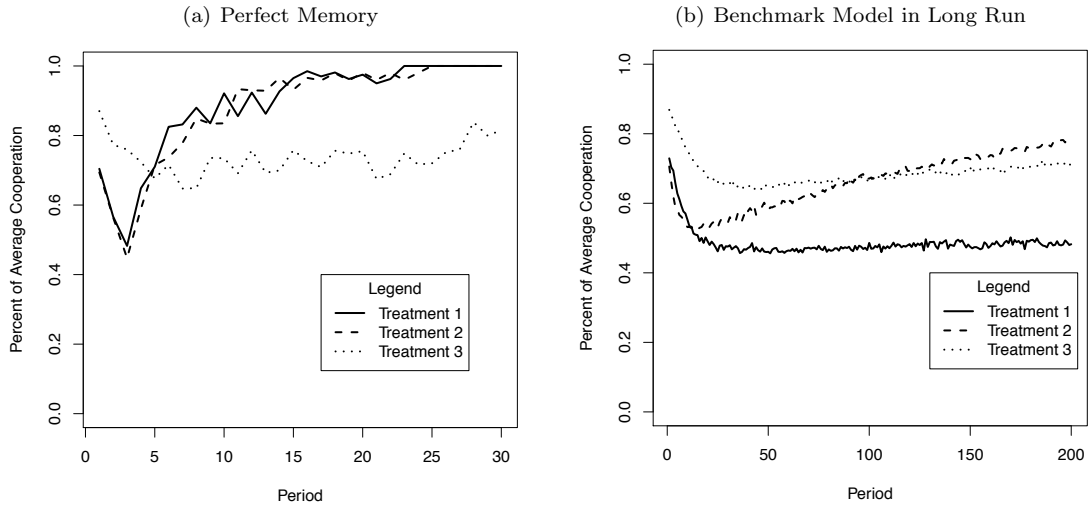 (a) Perfect Memory
Percent of Average Cooperation
1.0
0.8
0.6
0.4
0.2
0.0
Legend
Treatment 1
Treatment 2
Treatment 3
0 5 10 15 20 25 30
Period
(b) Benchmark Model in Long Run
Percent of Average Cooperation
1.0
0.8
0.6
0.4
0.2
0.0
Legend
Treatment 1
Treatment 2
Treatment 3
0 50 100 150 200
Period